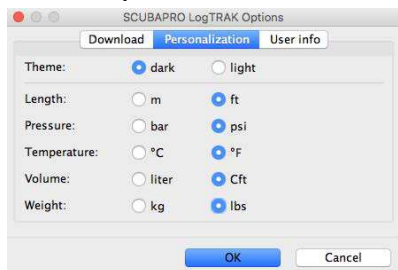 SCUBAPRO LogTRAK Options
Download Personalization User info
Theme: dark light
Length: m ft
Pressure: bar psi
Temperature: °C °F
Volume: liter Cft
Weight: kg lbs
OK Cancel